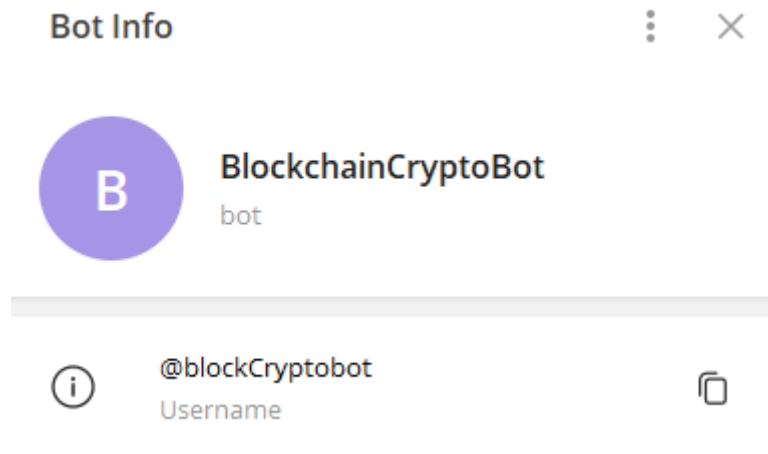 Bot Info
B
BlockchainCryptoBot
bot
@blockCryptobot
Username